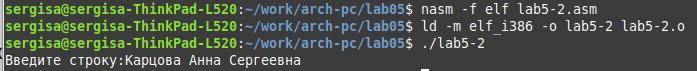 sergisa@sergisa-ThinkPad-L520:~/work/arch-pc/lab05$ nasm -f elf lab5-2.asm
sergisa@sergisa-ThinkPad-L520:~/work/arch-pc/lab05$ ld -m elf_i386 -o lab5-2 lab5-2.o
sergisa@sergisa-ThinkPad-L520:~/work/arch-pc/lab05$ ./lab5-2
Введите строку:Карцова Анна Сергеевна